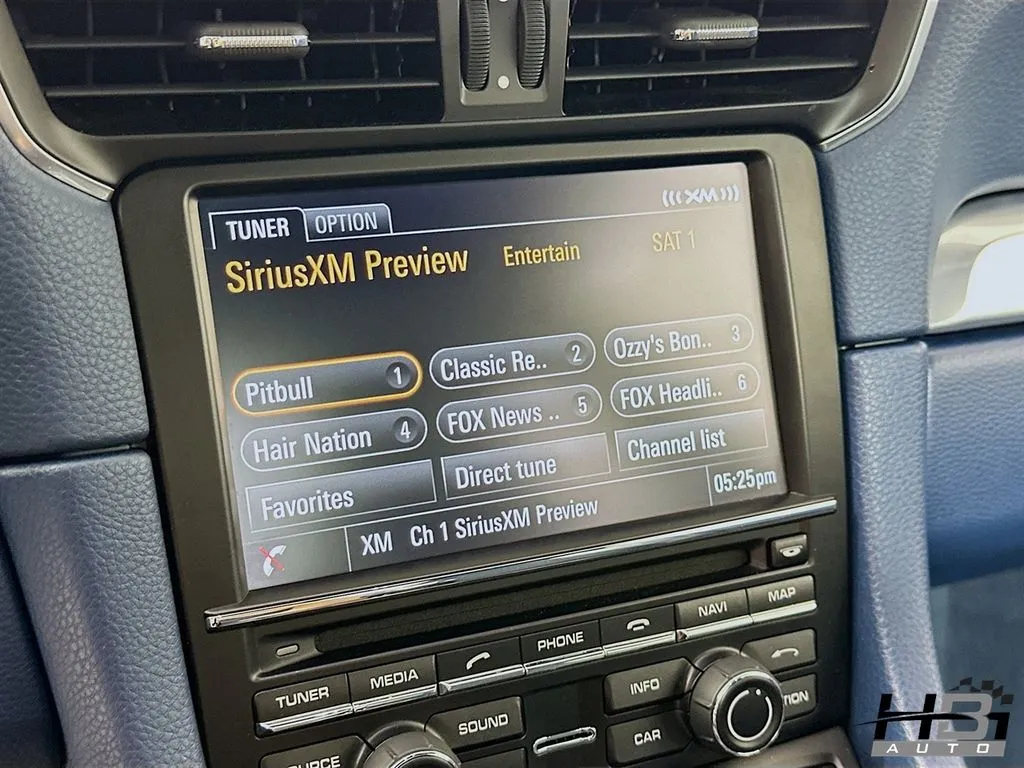 (((XM)))
TUNER OPTION
SiriusXM Preview Entertain SAT 1
Pitbull 1 Classic Re.. 2 Ozzy's Bon.. 3
Hair Nation 4 FOX News .. 5 FOX Headli.. 6
Favorites Direct tune Channel list
XM Ch 1 SiriusXM Preview 05:25pm
TUNER MEDIA PHONE NAVI MAP
SOUND INFO
CAR
HBI
AUTO